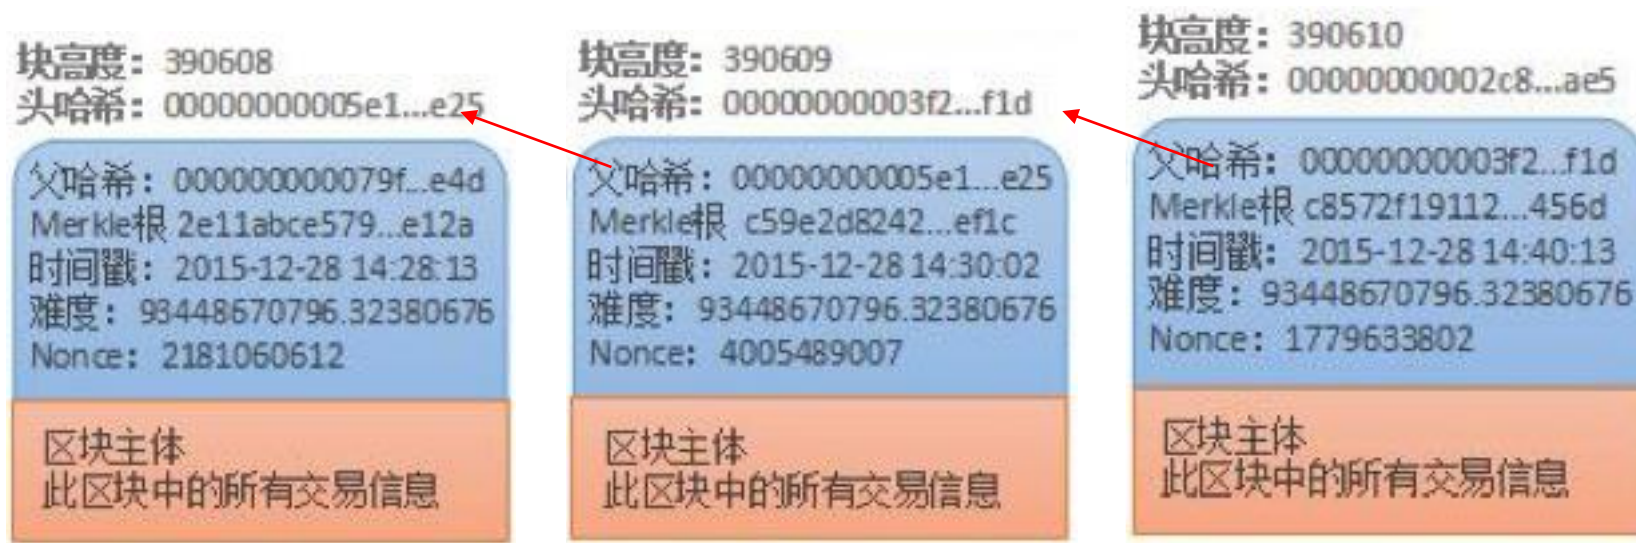 块高度：390608
头哈希：00000000005e1...e25
父哈希：000000000079f...e4d
Merkle根 2e11abce579...e12a
时间戳：2015-12-28 14:28:13
难度：93448670796.32380676
Nonce：2181060612
区块主体
此区块中的所有交易信息
块高度：390609
头哈希：00000000003f2...f1d
父哈希：00000000005e1...e25
Merkle根 c59e2d8242...ef1c
时间戳：2015-12-28 14:30:02
难度：93448670796.32380676
Nonce：4005489007
区块主体
此区块中的所有交易信息
块高度：390610
头哈希：00000000002c8...ae5
父哈希：00000000003f2...f1d
Merkle根 c8572f19112...456d
时间戳：2015-12-28 14:40:13
难度：93448670796.32380676
Nonce：1779633802
区块主体
此区块中的所有交易信息